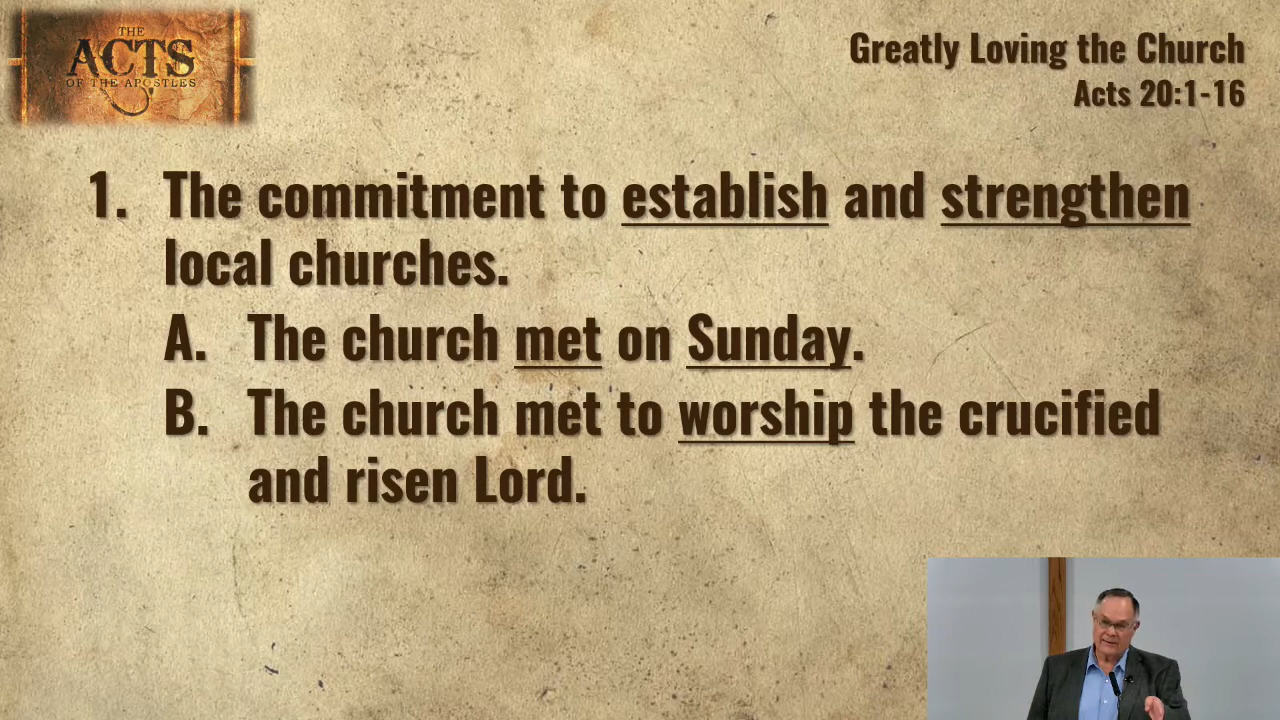 THE
ACTS
OF THE APOSTLES
Greatly Loving the Church
Acts 20:1-16
1. The commitment to establish and strengthen
local churches.
A. The church met on Sunday.
B. The church met to worship the crucified
and risen Lord.